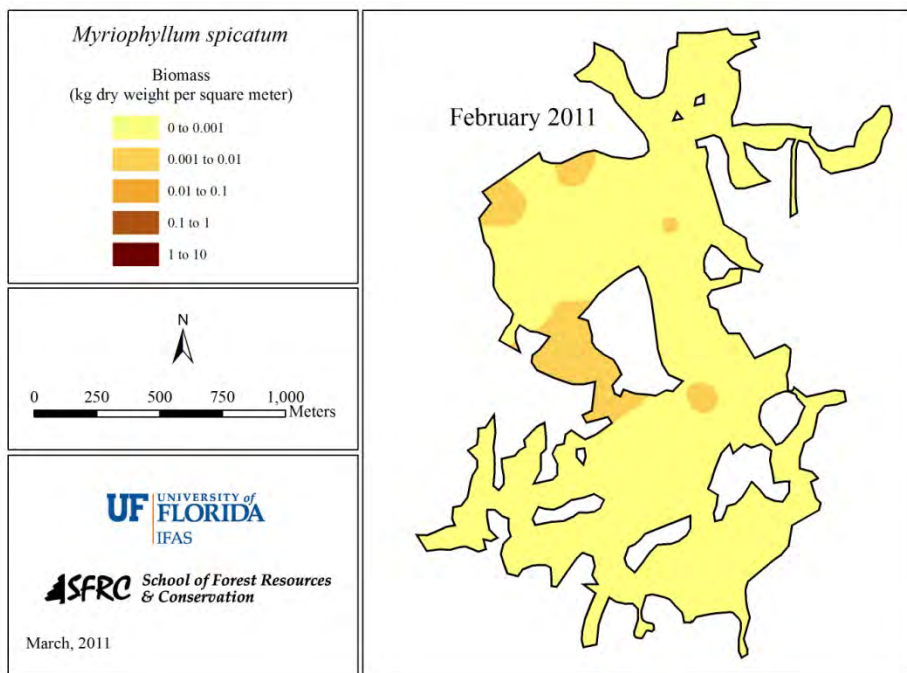 Myriophyllum spicatum
Biomass
(kg dry weight per square meter)
0 to 0.001
0.001 to 0.01
0.01 to 0.1
0.1 to 1
1 to 10
N
0 250 500 750 1,000
Meters
UF UNIVERSITY of
FLORIDA
IFAS
SFRC School of Forest Resources
& Conservation
March, 2011
February 2011